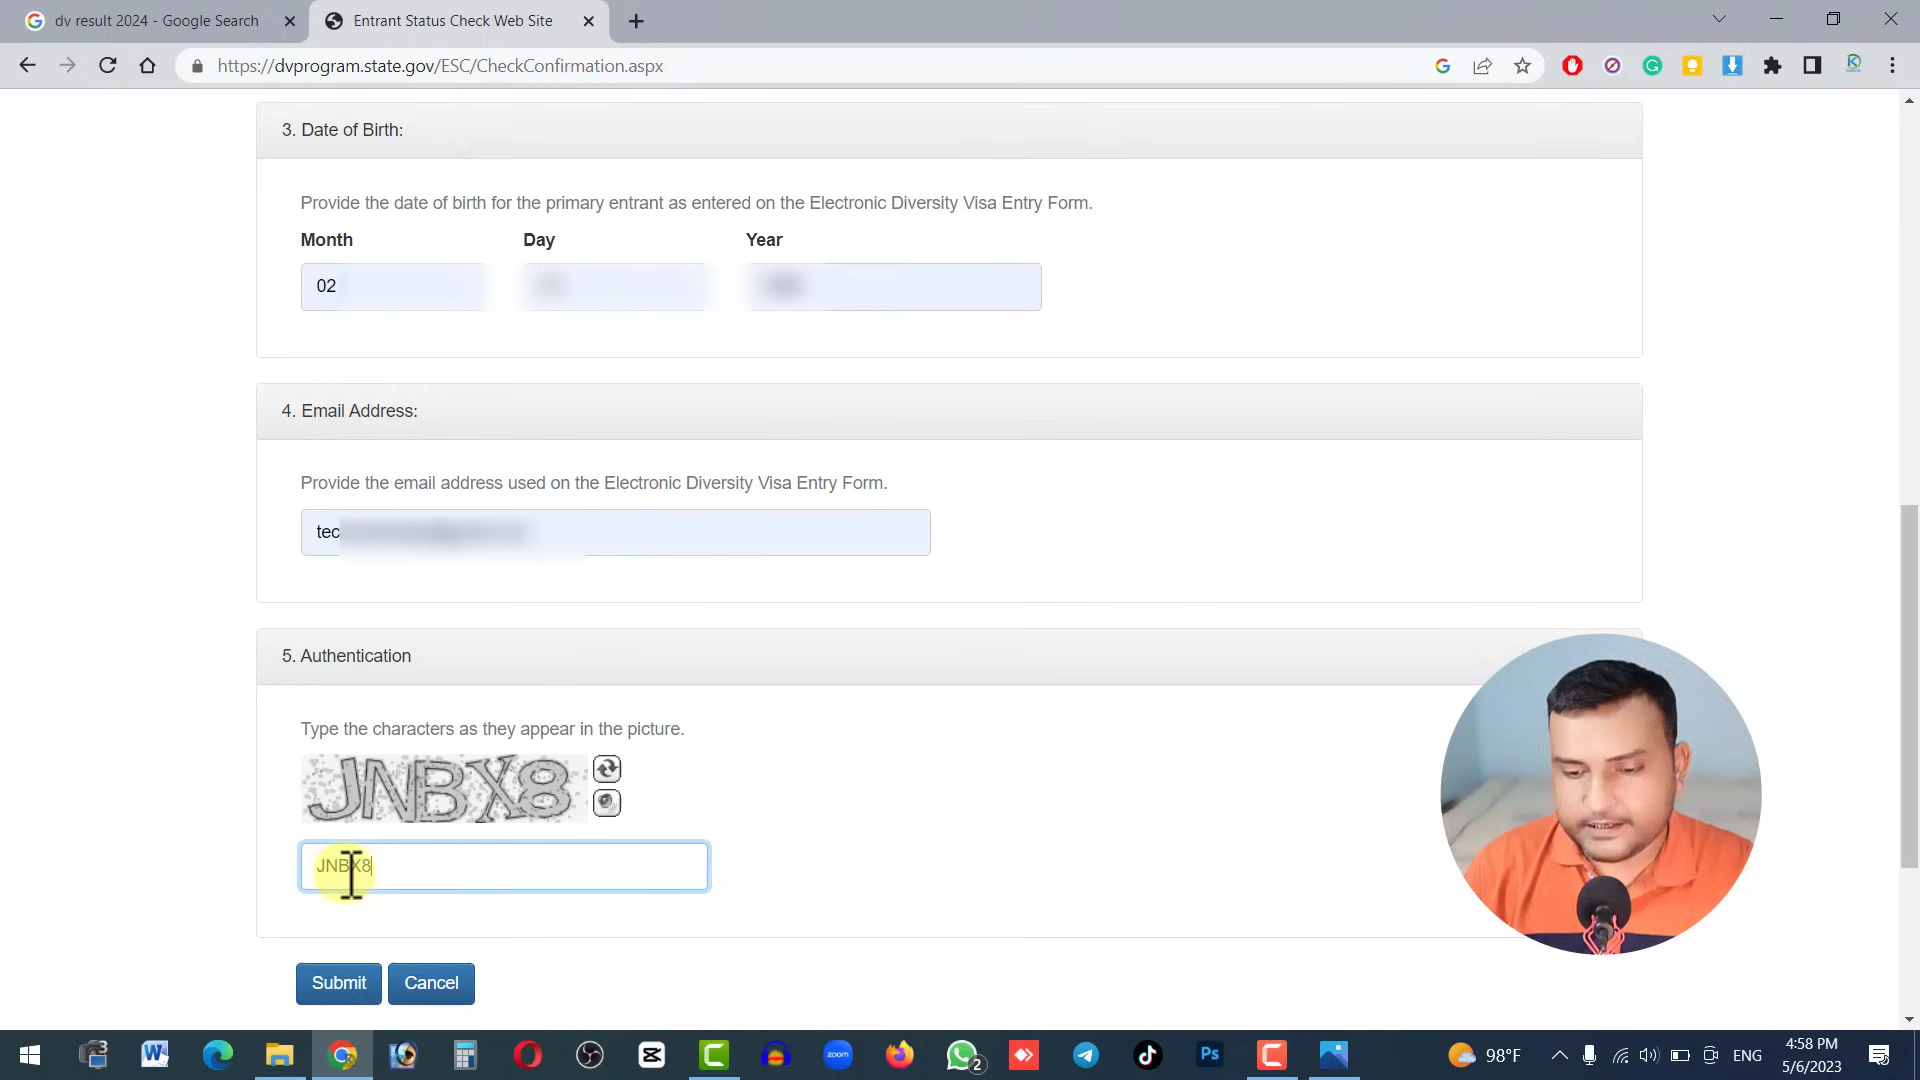 dv result 2024 - Google Search
Entrant Status Check Web Site
https://dvprogram.state.gov/ESC/CheckConfirmation.aspx
3. Date of Birth:
Provide the date of birth for the primary entrant as entered on the Electronic Diversity Visa Entry Form.
Month Day Year
02
4. Email Address:
Provide the email address used on the Electronic Diversity Visa Entry Form.
tec
5. Authentication
Type the characters as they appear in the picture.
JNBX8
JNBX8
Submit Cancel
zoom
2
Ps
98°F
ENG
4:58 PM
5/6/2023